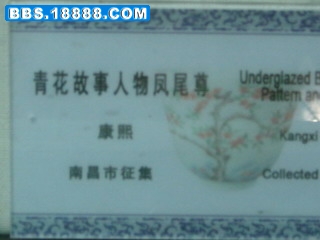 BBS.18888.COM
青花故事人物凤尾尊
Underglazed B
Pattern an
康熙
Kangxi
南昌市征集
Collected